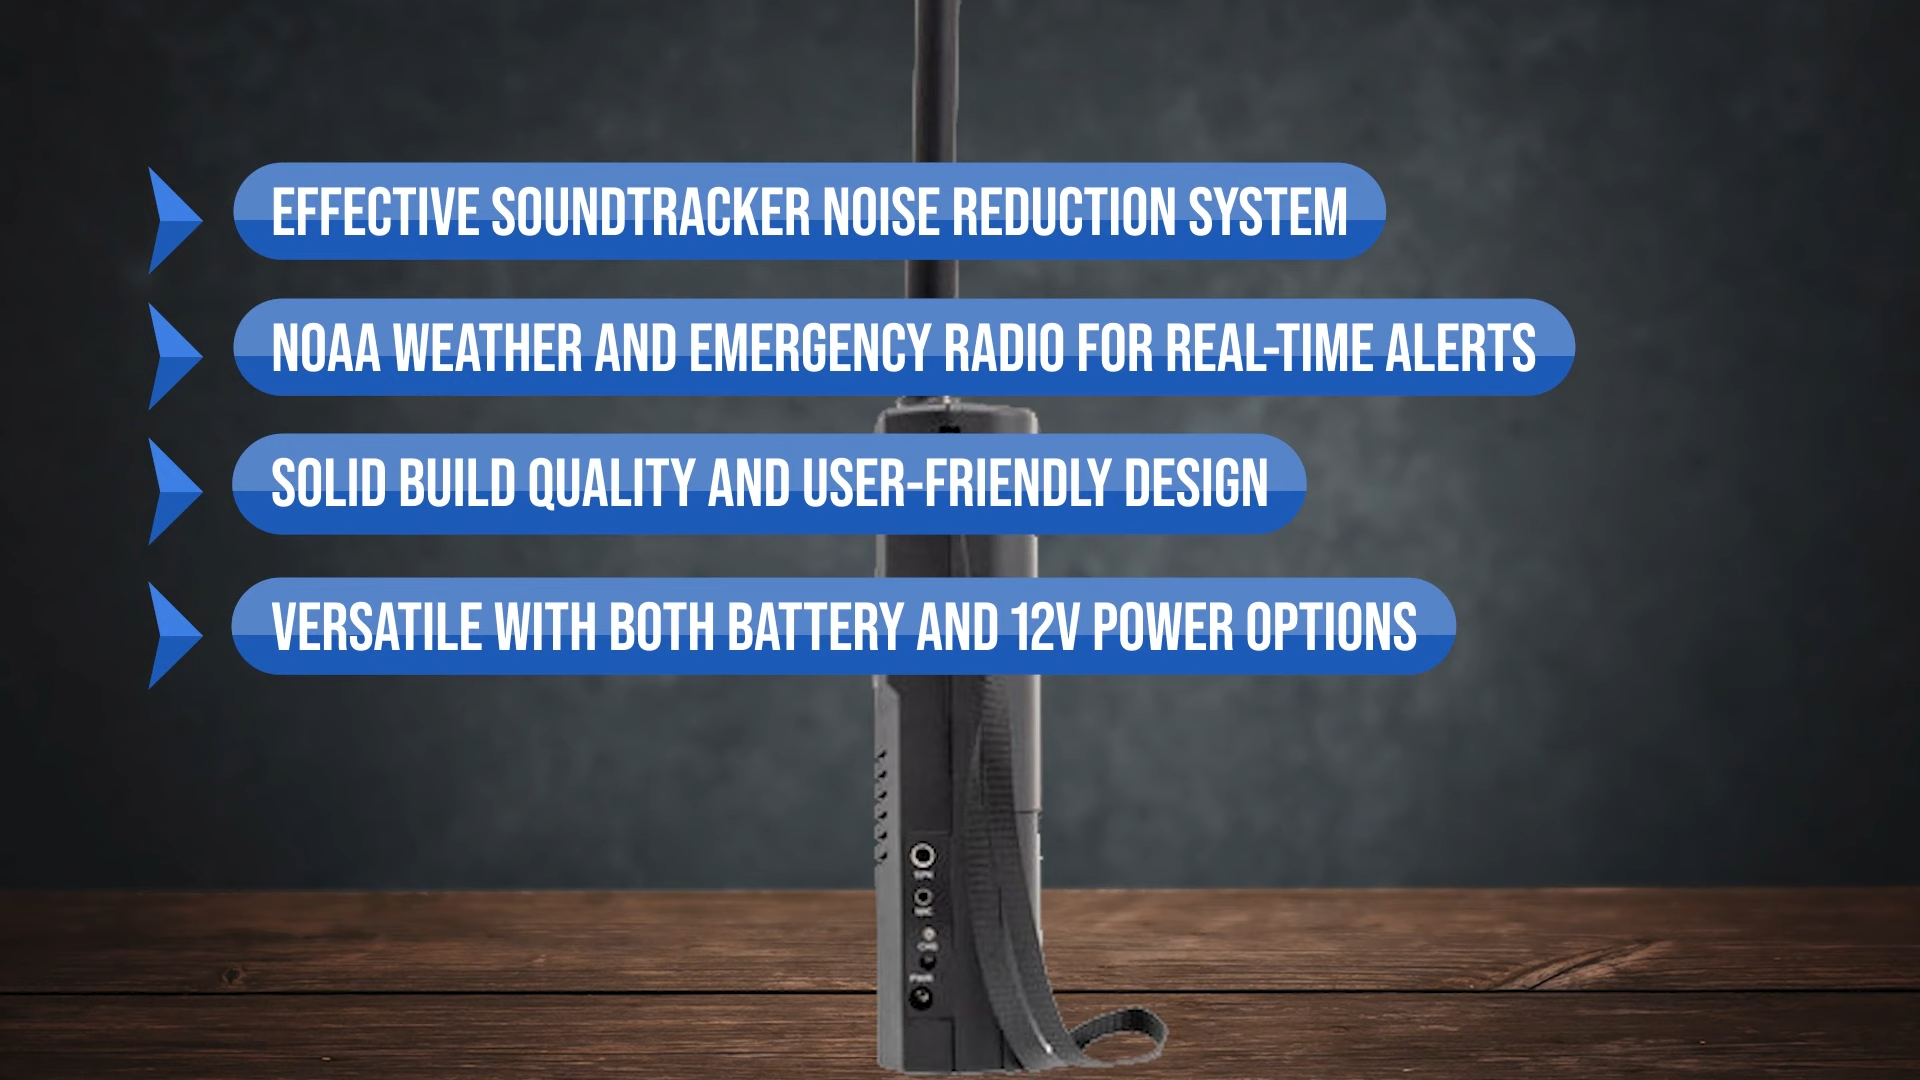 EFFECTIVE SOUNDTRACKER NOISE REDUCTION SYSTEM
NOAA WEATHER AND EMERGENCY RADIO FOR REAL-TIME ALERTS
SOLID BUILD QUALITY AND USER-FRIENDLY DESIGN
VERSATILE WITH BOTH BATTERY AND 12V POWER OPTIONS